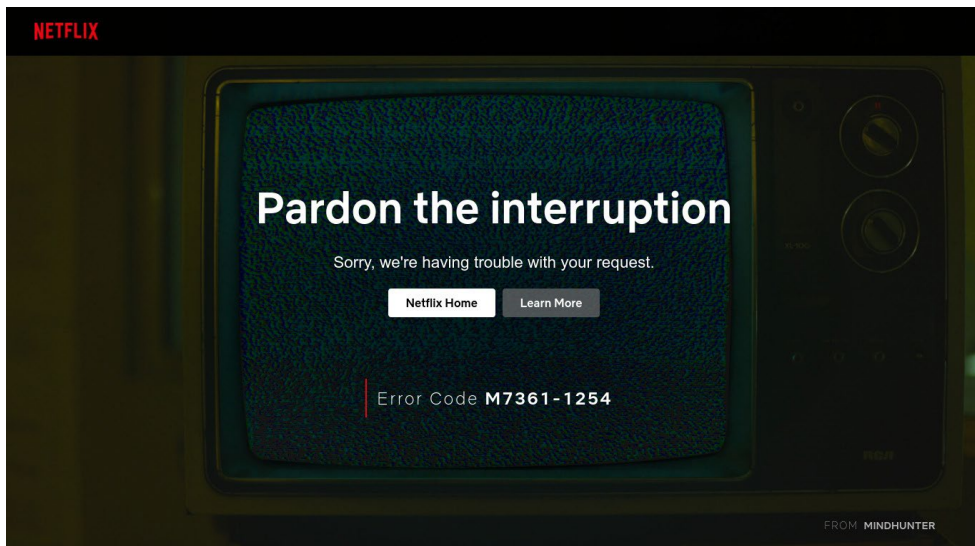 NETFLIX
Pardon the interruption
Sorry, we're having trouble with your request.
Netflix Home
Learn More
Error Code M7361-1254
RCA
FROM MINDHUNTER